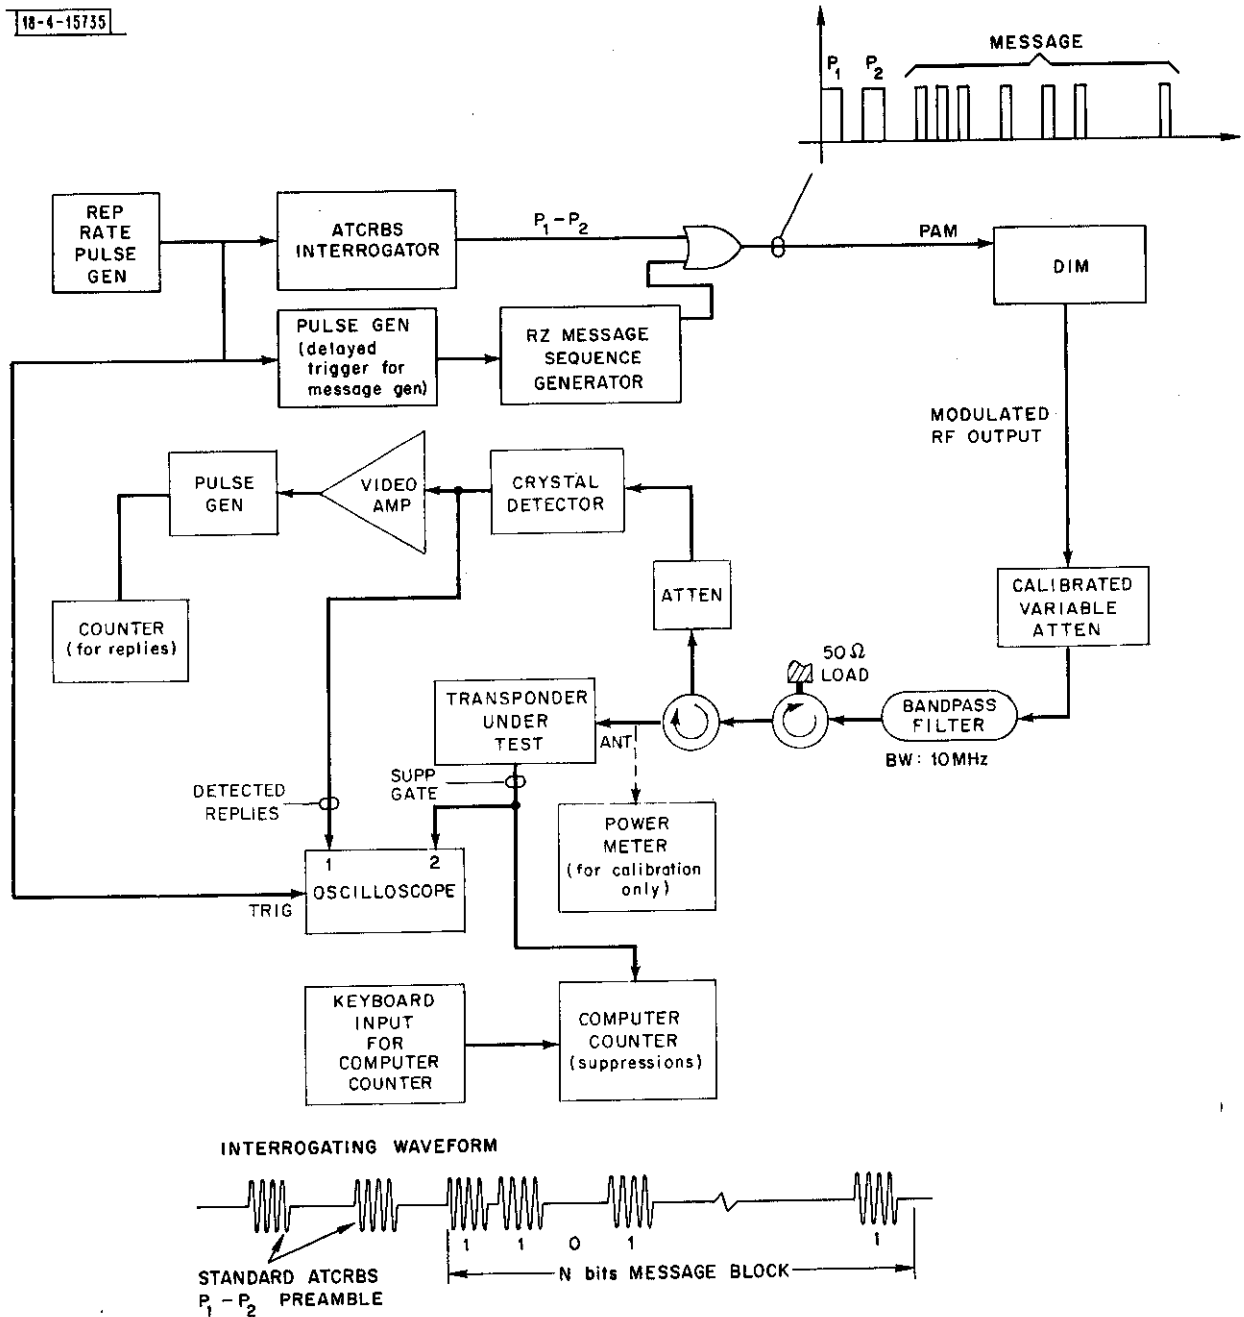 18-4-15735
MESSAGE
P1 P2
REP
RATE
PULSE
GEN
ATCRBS
INTERROGATOR
P1-P2
PAM
DIM
PULSE GEN
(delayed
trigger for
message gen)
RZ MESSAGE
SEQUENCE
GENERATOR
MODULATED
RF OUTPUT
PULSE
GEN
VIDEO
AMP
CRYSTAL
DETECTOR
COUNTER
(for replies)
ATTEN
CALIBRATED
VARIABLE
ATTEN
50Ω
LOAD
BANDPASS
FILTER
BW: 10MHz
TRANSPONDER
UNDER
TEST
ANT
SUPP
GATE
DETECTED
REPLIES
POWER
METER
(for calibration
only)
1 2
OSCILLOSCOPE
TRIG
KEYBOARD
INPUT
FOR
COMPUTER
COUNTER
COMPUTER
COUNTER
(suppressions)
INTERROGATING WAVEFORM
1 1 0 1 1
STANDARD ATCRBS
P1-P2 PREAMBLE
N bits MESSAGE BLOCK